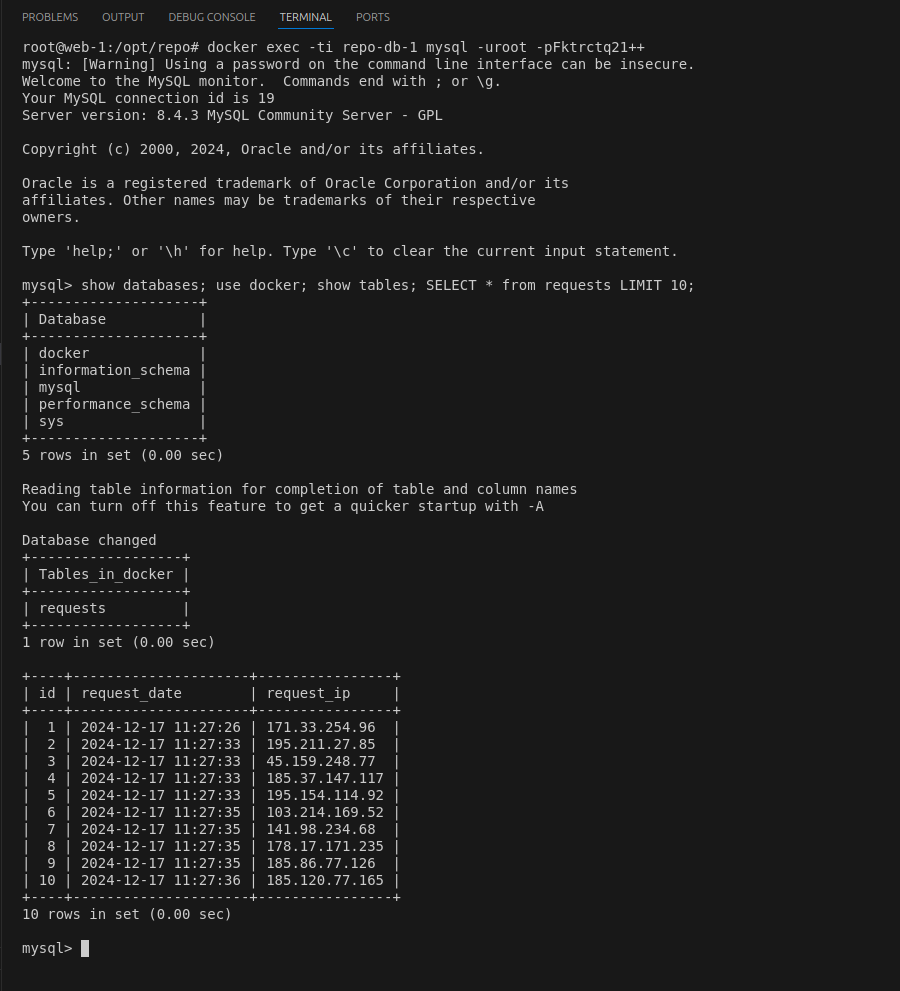 PROBLEMS OUTPUT DEBUG CONSOLE TERMINAL PORTS
root@web-1:/opt/repo# docker exec -ti repo-db-1 mysql -uroot -pFktrctq21++
mysql: [Warning] Using a password on the command line interface can be insecure.
Welcome to the MySQL monitor.  Commands end with ; or \g.
Your MySQL connection id is 19
Server version: 8.4.3 MySQL Community Server - GPL

Copyright (c) 2000, 2024, Oracle and/or its affiliates.

Oracle is a registered trademark of Oracle Corporation and/or its
affiliates. Other names may be trademarks of their respective
owners.

Type 'help;' or '\h' for help. Type '\c' to clear the current input statement.

mysql> show databases; use docker; show tables; SELECT * from requests LIMIT 10;
+--------------------+
| Database           |
+--------------------+
| docker             |
| information_schema |
| mysql              |
| performance_schema |
| sys                |
+--------------------+
5 rows in set (0.00 sec)

Reading table information for completion of table and column names
You can turn off this feature to get a quicker startup with -A

Database changed
+------------------+
| Tables_in_docker |
+------------------+
| requests         |
+------------------+
1 row in set (0.00 sec)

+----+---------------------+----------------+
| id | request_date        | request_ip     |
+----+---------------------+----------------+
|  1 | 2024-12-17 11:27:26 | 171.33.254.96  |
|  2 | 2024-12-17 11:27:33 | 195.211.27.85  |
|  3 | 2024-12-17 11:27:33 | 45.159.248.77  |
|  4 | 2024-12-17 11:27:33 | 185.37.147.117 |
|  5 | 2024-12-17 11:27:33 | 195.154.114.92 |
|  6 | 2024-12-17 11:27:35 | 103.214.169.52 |
|  7 | 2024-12-17 11:27:35 | 141.98.234.68  |
|  8 | 2024-12-17 11:27:35 | 178.17.171.235 |
|  9 | 2024-12-17 11:27:35 | 185.86.77.126  |
| 10 | 2024-12-17 11:27:36 | 185.120.77.165 |
+----+---------------------+----------------+
10 rows in set (0.00 sec)

mysql>